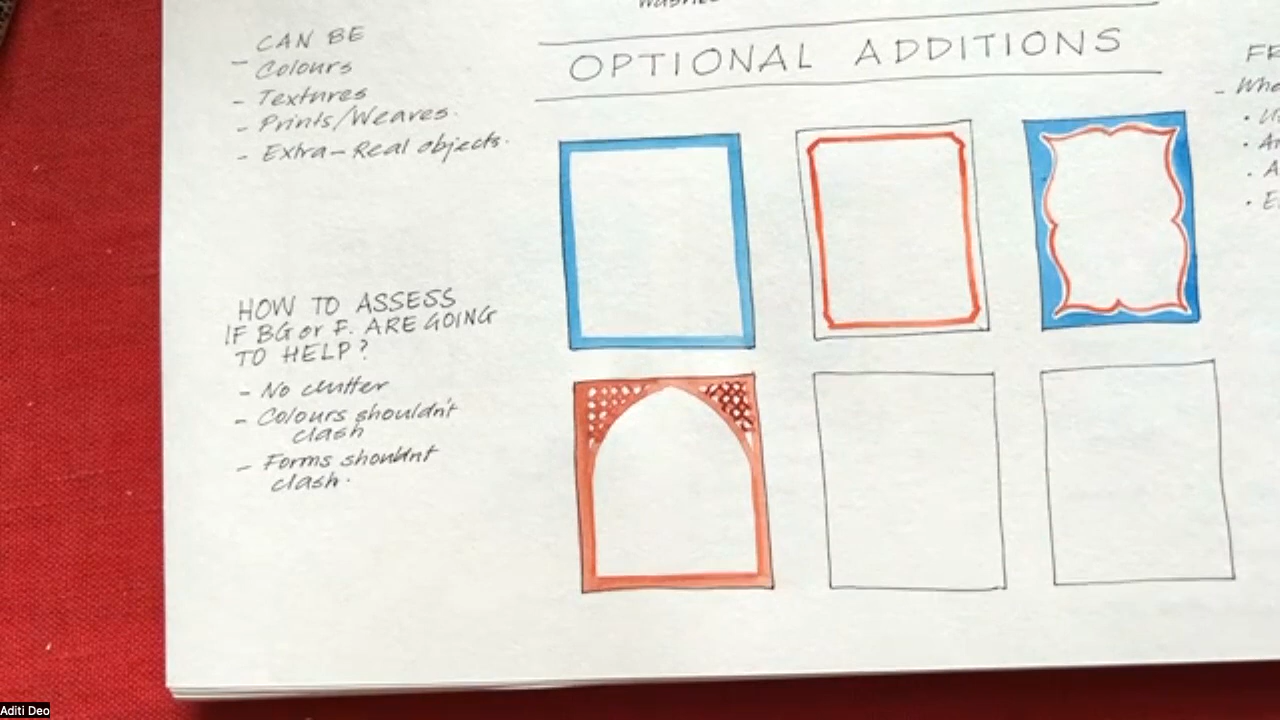 OPTIONAL ADDITIONS
CAN BE
- Colours
- Textures
- Prints/Weaves.
- Extra-Real objects.
HOW TO ASSESS
IF BG or F. ARE GOING
TO HELP?
- No clutter
- Colours shouldn't
clash
- Forms shouldnt
clash.
Aditi Deo